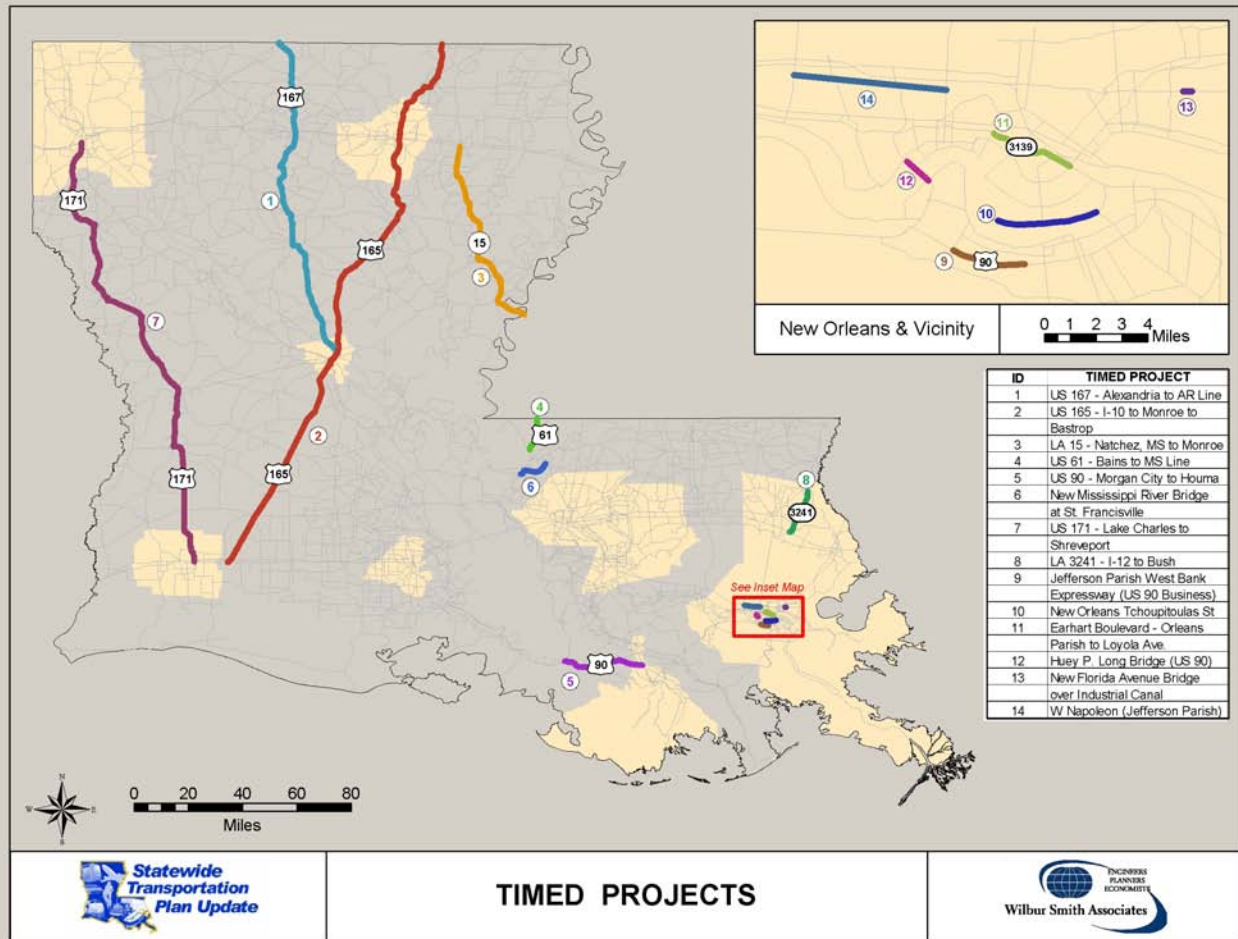 167
171
1
165
15
3
7
2
165
171
4
61
6
8
3241
See Inset Map
90
5
N
W
E
S
0 20 40 60 80
Miles
14
13
11
3139
12
10
9
90
New Orleans & Vicinity
0 1 2 3 4
Miles
ID TIMED PROJECT
1 US 167 - Alexandria to AR Line
2 US 165 - I-10 to Monroe to
Bastrop
3 LA 15 - Natchez, MS to Monroe
4 US 61 - Bains to MS Line
5 US 90 - Morgan City to Houma
6 New Mississippi River Bridge
at St. Francisville
7 US 171 - Lake Charles to
Shreveport
8 LA 3241 - I-12 to Bush
9 Jefferson Parish West Bank
Expressway (US 90 Business)
10 New Orleans Tchoupitoulas St
11 Earhart Boulevard - Orleans
Parish to Loyola Ave.
12 Huey P. Long Bridge (US 90)
13 New Florida Avenue Bridge
over Industrial Canal
14 W Napoleon (Jefferson Parish)
Statewide
Transportation
Plan Update
TIMED PROJECTS
ENGINEERS
PLANNERS
ECONOMISTS
Wilbur Smith Associates